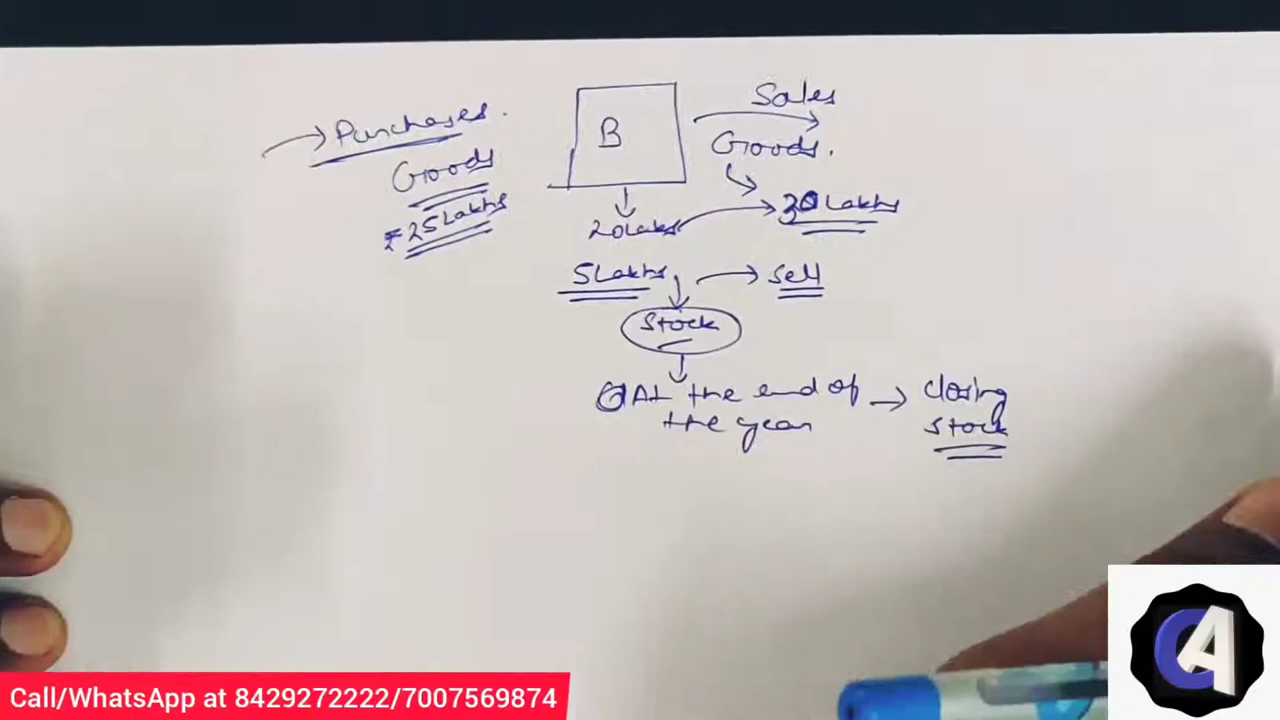 Purchases.
Goods
₹25 Lakhs
B
Sales
Goods.
20 Lakhs
30 Lakhs
5 Lakhs
Sell
Stock
At the end of
the year
closing
stock
CA
Call/WhatsApp at 8429272222/7007569874